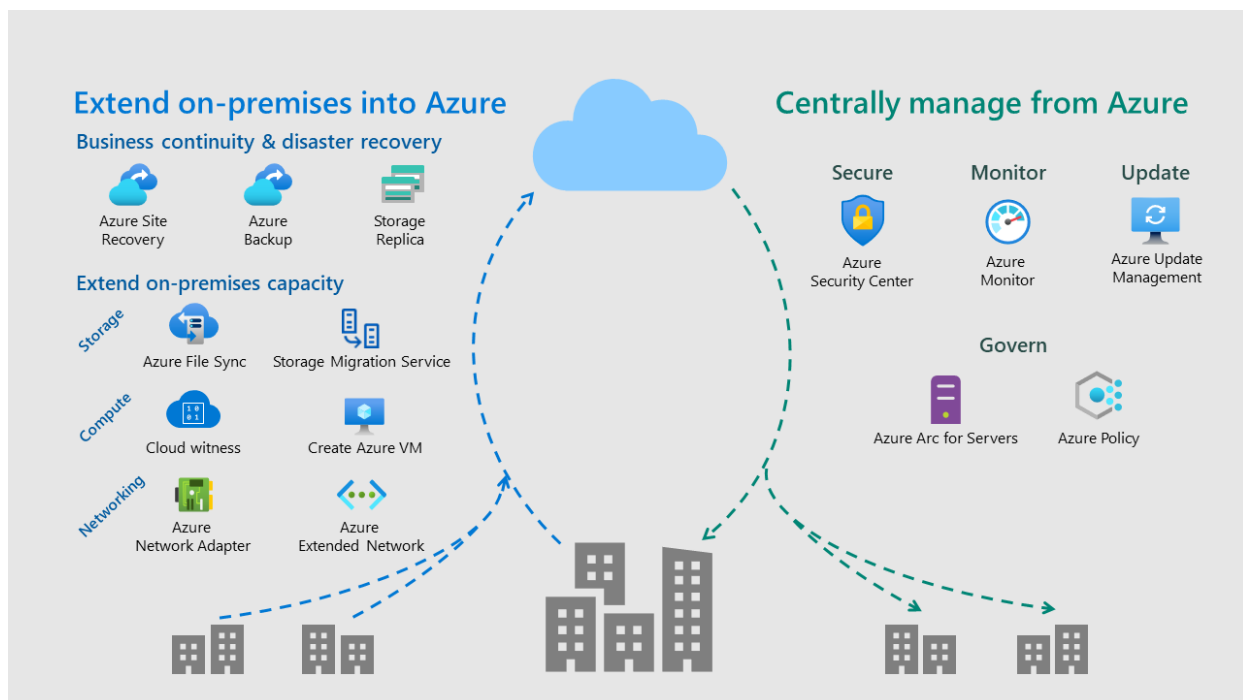 Extend on-premises into Azure
Business continuity & disaster recovery
Azure Site
Recovery
Azure
Backup
Storage
Replica
Extend on-premises capacity
Storage
Azure File Sync
Storage Migration Service
Compute
Cloud witness
Create Azure VM
Networking
Azure
Network Adapter
Azure
Extended Network
Centrally manage from Azure
Secure
Azure
Security Center
Monitor
Azure
Monitor
Update
Azure Update
Management
Govern
Azure Arc for Servers
Azure Policy